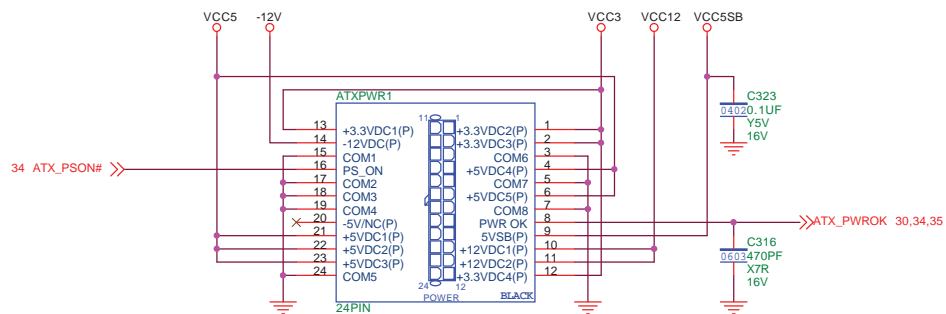 VCC5 -12V VCC3 VCC12 VCC5SB
ATXPWR1
C323
0402 0.1UF
Y5V
16V
11 1
13 +3.3VDC1(P) +3.3VDC2(P) 1
14 -12VDC(P) +3.3VDC3(P) 2
15 COM1 COM6 3
34 ATX_PSON# 16 PS_ON +5VDC4(P) 4
17 COM2 COM7 5
18 COM3 +5VDC5(P) 6
19 COM4 COM8 7
20 -5V/NC(P) PWR OK 8 ATX_PWROK 30,34,35
21 +5VDC1(P) 5VSB(P) 9
22 +5VDC2(P) +12VDC1(P) 10
23 +5VDC3(P) +12VDC2(P) 11
24 COM5 +3.3VDC4(P) 12
C316
0603 470PF
X7R
16V
24 12
POWER BLACK
24PIN